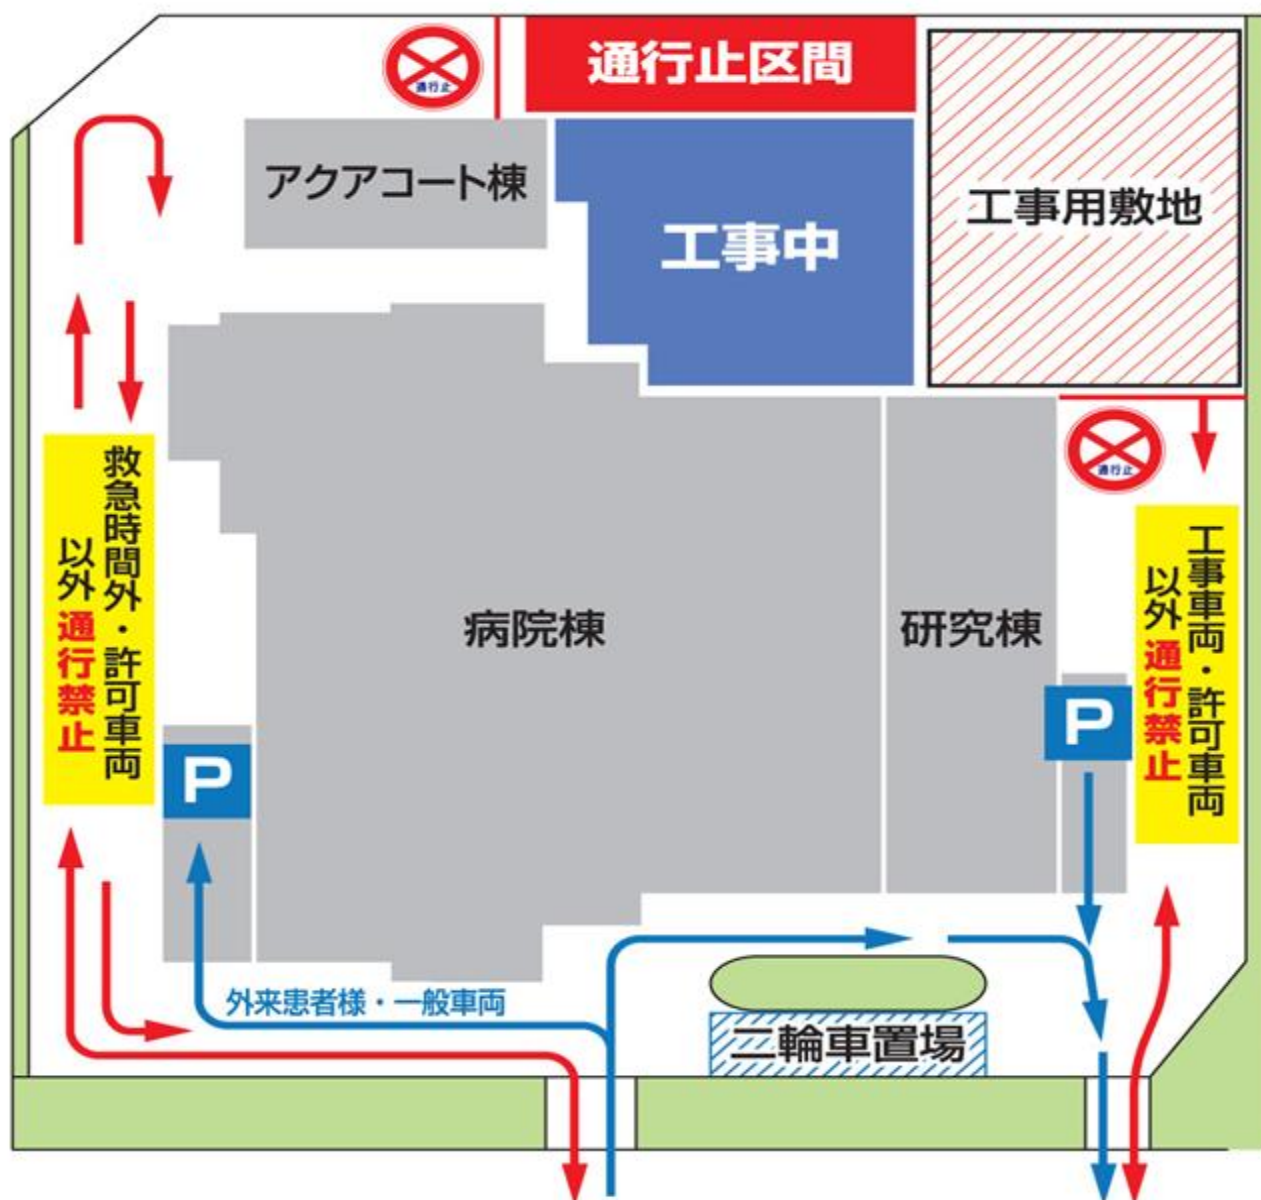 通行止区間
通行止
アクアコート棟
工事中
工事用敷地
通行止
救急時間外・許可車両
以外 通行禁止
病院棟
研究棟
工事車両・許可車両
以外 通行禁止
P
P
外来患者様・一般車両
二輪車置場